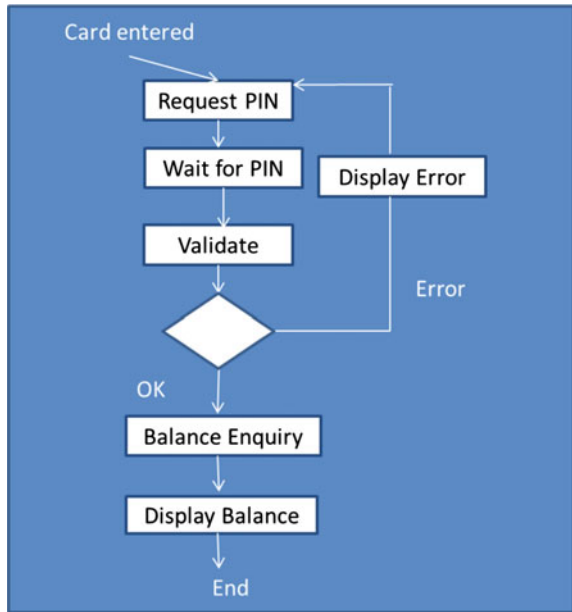 Card entered
Request PIN
Wait for PIN
Display Error
Validate
Error
OK
Balance Enquiry
Display Balance
End